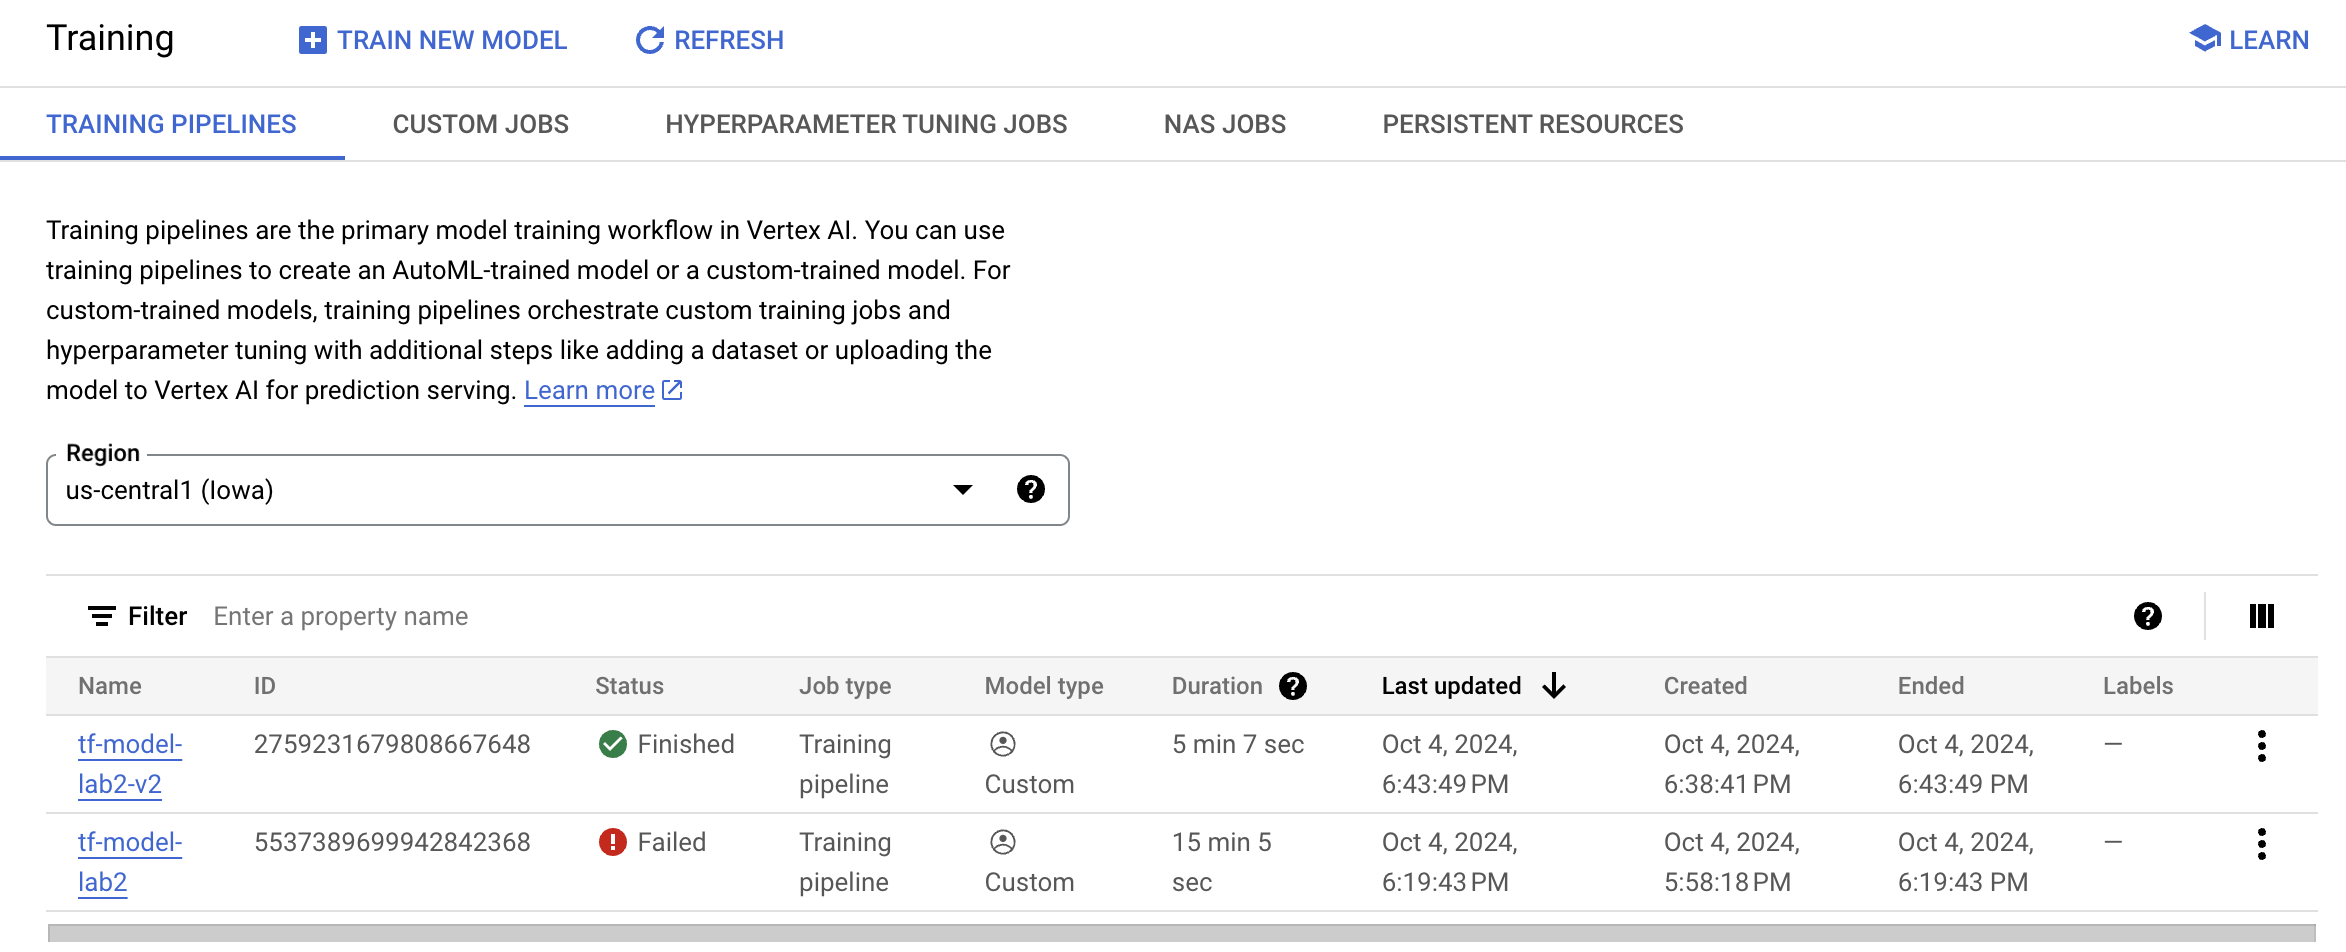 Training
TRAIN NEW MODEL
REFRESH
LEARN
TRAINING PIPELINES
CUSTOM JOBS
HYPERPARAMETER TUNING JOBS
NAS JOBS
PERSISTENT RESOURCES
Training pipelines are the primary model training workflow in Vertex AI. You can use
training pipelines to create an AutoML-trained model or a custom-trained model. For
custom-trained models, training pipelines orchestrate custom training jobs and
hyperparameter tuning with additional steps like adding a dataset or uploading the
model to Vertex AI for prediction serving. Learn more
Region
us-central1 (Iowa)
Filter Enter a property name
Name ID Status Job type Model type Duration Last updated Created Ended Labels
tf-model- 2759231679808667648 Finished Training 5 min 7 sec Oct 4, 2024, Oct 4, 2024, Oct 4, 2024, —
lab2-v2 pipeline Custom 6:43:49 PM 6:38:41 PM 6:43:49 PM
tf-model- 5537389699942842368 Failed Training 15 min 5 Oct 4, 2024, Oct 4, 2024, Oct 4, 2024, —
lab2 pipeline Custom sec 6:19:43 PM 5:58:18 PM 6:19:43 PM